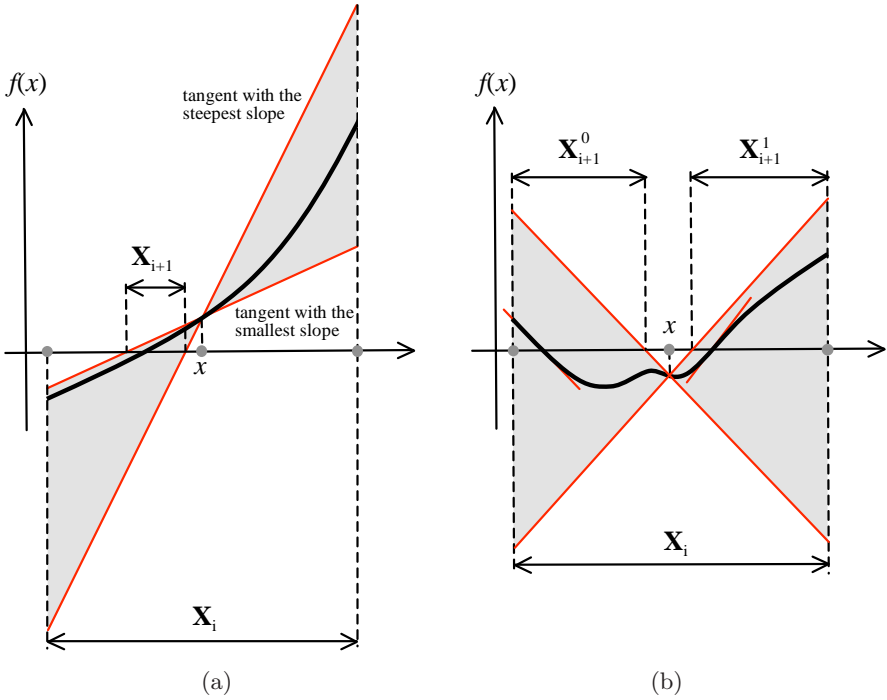 f(x)
tangent with the
steepest slope
X_{i+1}
tangent with the
smallest slope
x
X_i
(a)
f(x)
X^0_{i+1}
X^1_{i+1}
x
X_i
(b)